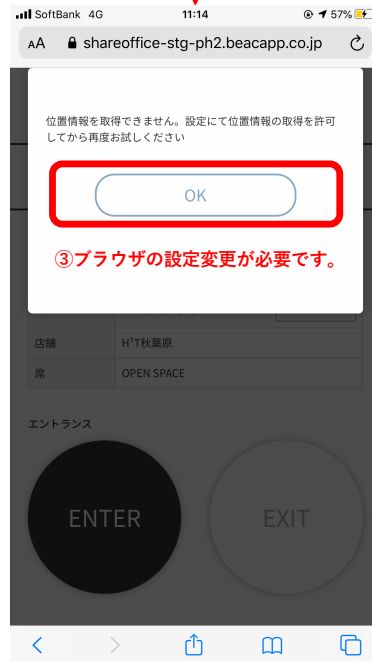 SoftBank 4G 11:14 57%
AA shareoffice-stg-ph2.beacapp.co.jp
位置情報を取得できません。設定にて位置情報の取得を許可
してから再度お試しください
OK
③ブラウザの設定変更が必要です。
店舗 H¹T秋葉原
席 OPEN SPACE
エントランス
ENTER EXIT